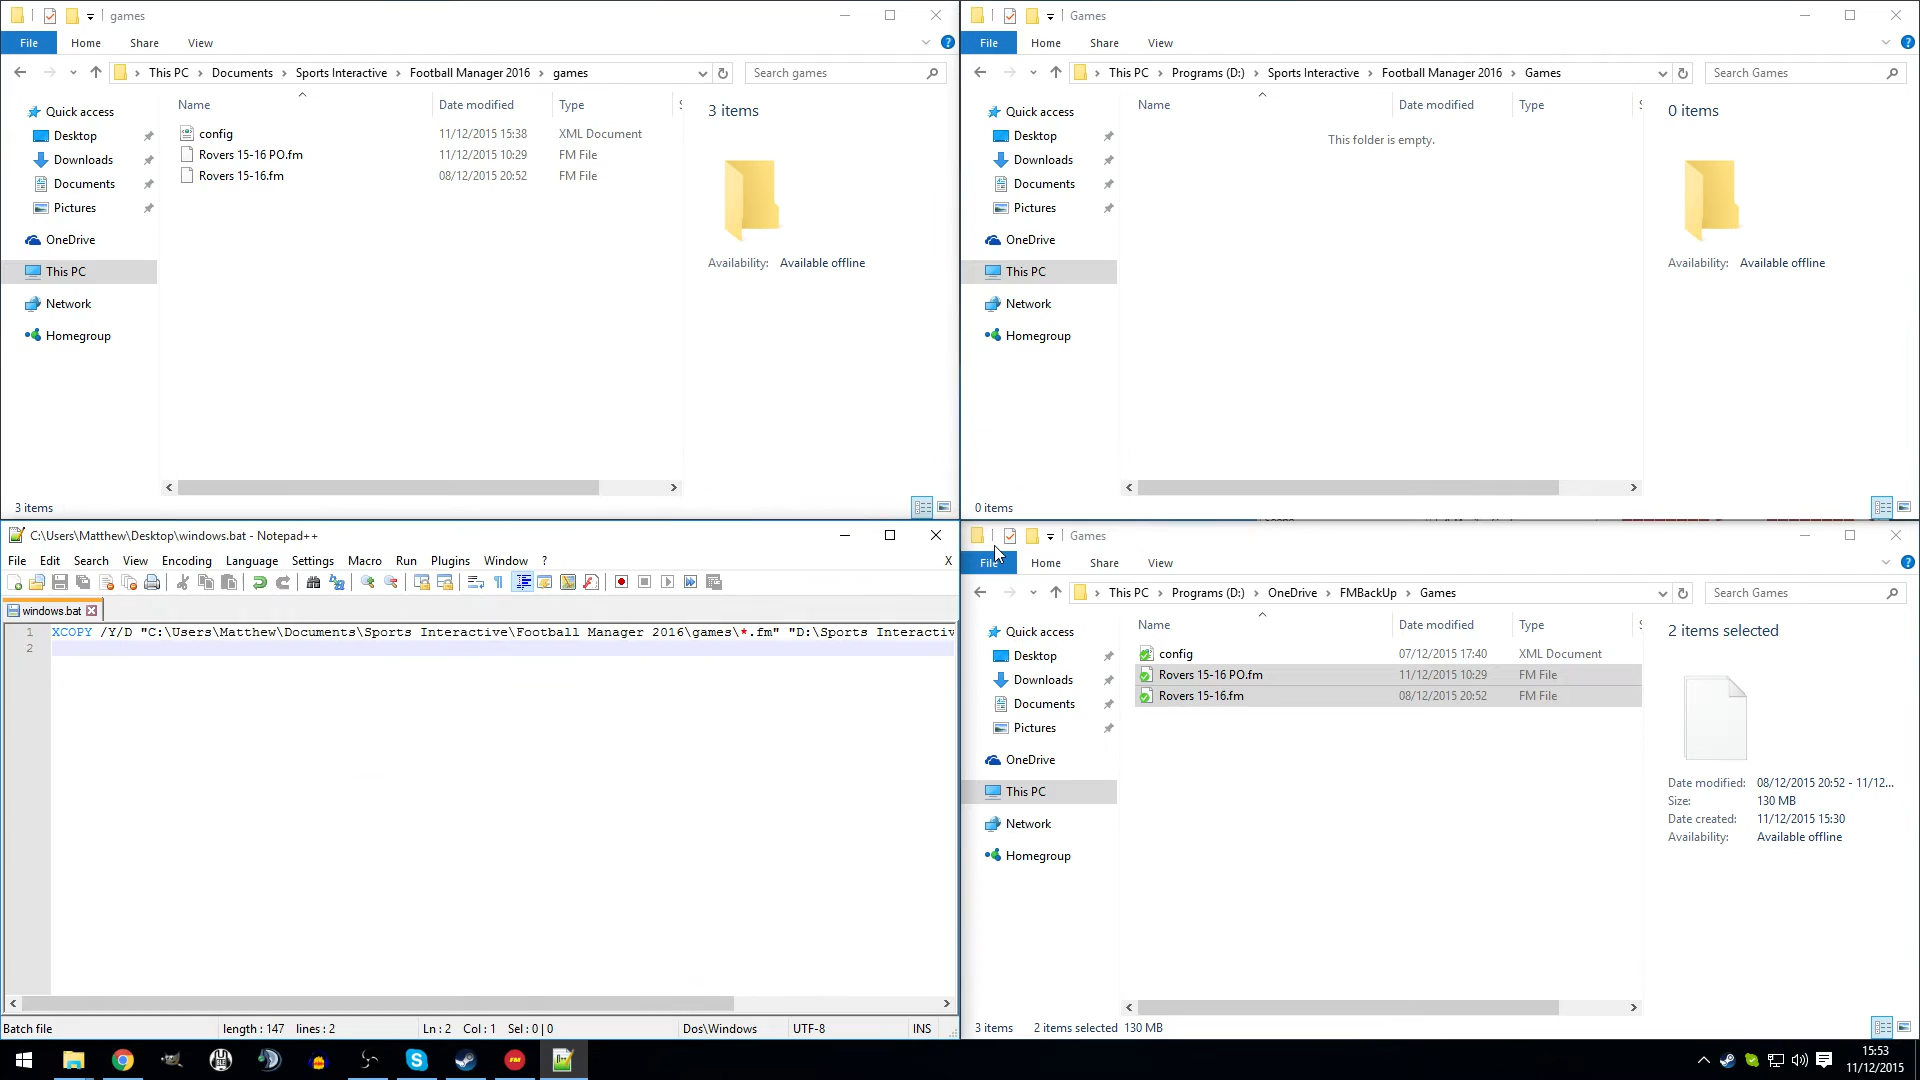 games
File Home Share View
This PC Documents Sports Interactive Football Manager 2016 games Search games
Name Date modified Type
config 11/12/2015 15:38 XML Document
Rovers 15-16 PO.fm 11/12/2015 10:29 FM File
Rovers 15-16.fm 08/12/2015 20:52 FM File
Quick access
Desktop
Downloads
Documents
Pictures
OneDrive
This PC
Network
Homegroup
3 items
Availability: Available offline
3 items
Games
File Home Share View
This PC Programs (D:) Sports Interactive Football Manager 2016 Games Search Games
Name Date modified Type
This folder is empty.
Quick access
Desktop
Downloads
Documents
Pictures
OneDrive
This PC
Network
Homegroup
0 items
Availability: Available offline
0 items
C:\Users\Matthew\Desktop\windows.bat - Notepad++
File Edit Search View Encoding Language Settings Macro Run Plugins Window ? X
windows.bat
1 XCOPY /Y/D "C:\Users\Matthew\Documents\Sports Interactive\Football Manager 2016\games\*.fm" "D:\Sports Interactiv
2
Batch file length : 147 lines : 2 Ln : 2 Col : 1 Sel : 0 | 0 Dos\Windows UTF-8 INS
Games
File Home Share View
This PC Programs (D:) OneDrive FMBackUp Games Search Games
Name Date modified Type
config 07/12/2015 17:40 XML Document
Rovers 15-16 PO.fm 11/12/2015 10:29 FM File
Rovers 15-16.fm 08/12/2015 20:52 FM File
Quick access
Desktop
Downloads
Documents
Pictures
OneDrive
This PC
Network
Homegroup
2 items selected
Date modified: 08/12/2015 20:52 - 11/12...
Size: 130 MB
Date created: 11/12/2015 15:30
Availability: Available offline
3 items 2 items selected 130 MB
15:53
11/12/2015